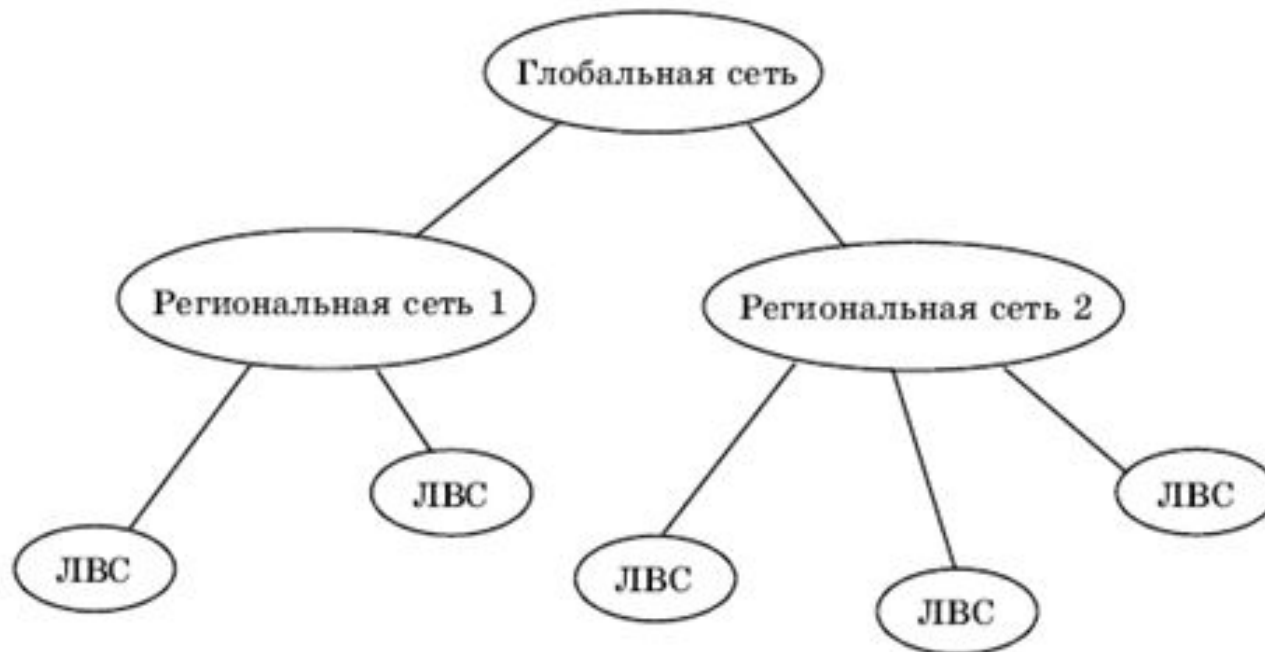 Глобальная сеть
Региональная сеть 1
Региональная сеть 2
ЛВС
ЛВС
ЛВС
ЛВС
ЛВС